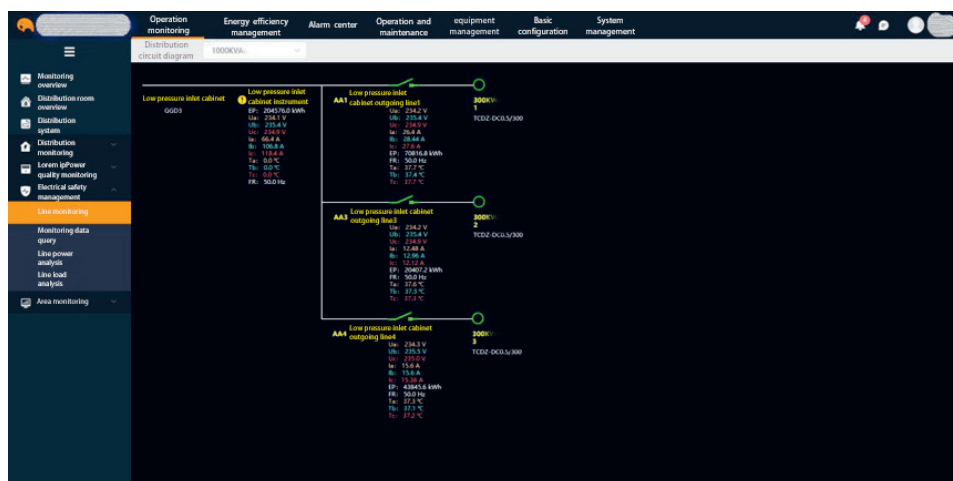 Operation
monitoring
Energy efficiency
management
Alarm center
Operation and
maintenance
equipment
management
Basic
configuration
System
management
Distribution
circuit diagram
1000KVA
Monitoring
overview
Distribution room
overview
Distribution
system
Distribution
monitoring
Lorem ipPower
quality monitoring
Electrical safety
management
Line monitoring
Monitoring data
query
Line power
analysis
Line load
analysis
Area monitoring
Low pressure inlet cabinet
GGD3
Low pressure inlet
cabinet instrument
EP: 204576.0 kWh
Ua: 234.1 V
Ub: 235.4 V
Uc: 234.9 V
Ia: 66.4 A
Ib: 106.8 A
Ic: 118.4 A
Ta: 0.0 ℃
Tb: 0.0 ℃
Tc: 0.0 ℃
FR: 50.0 Hz
AA1
Low pressure inlet
cabinet outgoing line1
Ua: 234.2 V
Ub: 235.4 V
Uc: 234.9 V
Ia: 26.4 A
Ib: 28.44 A
Ic: 27.6 A
EP: 70816.8 kWh
FR: 50.0 Hz
Ta: 37.7 ℃
Tb: 37.4 ℃
Tc: 37.7 ℃
300KV
1
TCDZ-DC0.5/300
AA3
Low pressure inlet cabinet
outgoing line3
Ua: 234.2 V
Ub: 235.4 V
Uc: 234.9 V
Ia: 12.48 A
Ib: 12.96 A
Ic: 12.12 A
EP: 20407.2 kWh
FR: 50.0 Hz
Ta: 37.6 ℃
Tb: 37.3 ℃
Tc: 37.3 ℃
300KV
2
TCDZ-DC0.5/300
AA4
Low pressure inlet cabinet
outgoing line4
Ua: 234.3 V
Ub: 235.5 V
Uc: 235.0 V
Ia: 15.6 A
Ib: 15.6 A
Ic: 15.36 A
EP: 43845.6 kWh
FR: 50.0 Hz
Ta: 37.3 ℃
Tb: 37.1 ℃
Tc: 37.2 ℃
300KV
3
TCDZ-DC0.5/300